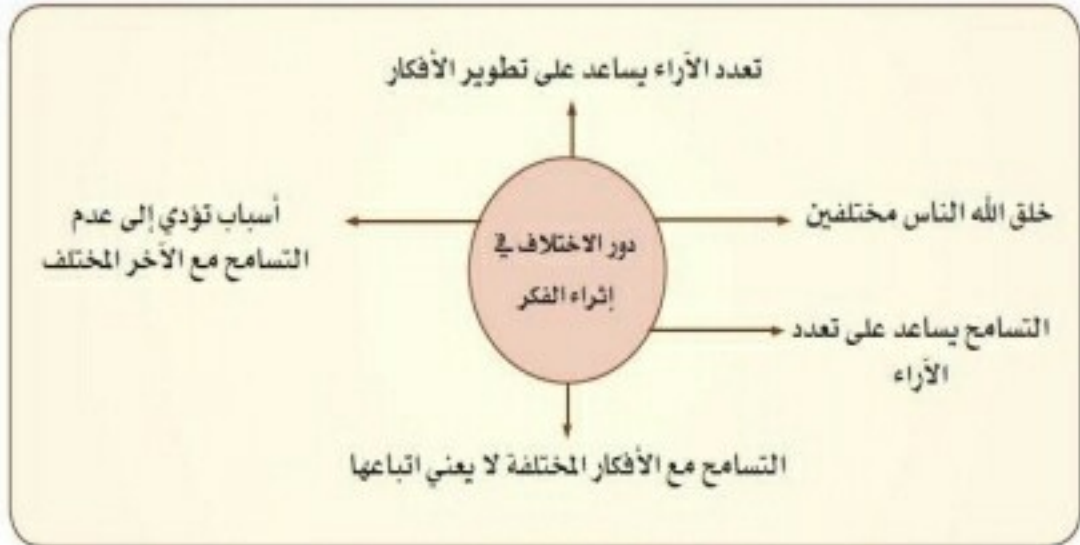 تعدد الآراء يساعد على تطوير الأفكار
خلق الله الناس مختلفين
أسباب تؤدي إلى عدم
التسامح مع الآخر المختلف
دور الاختلاف في
إثراء الفكر
التسامح يساعد على تعدد
الآراء
التسامح مع الأفكار المختلفة لا يعني اتباعها